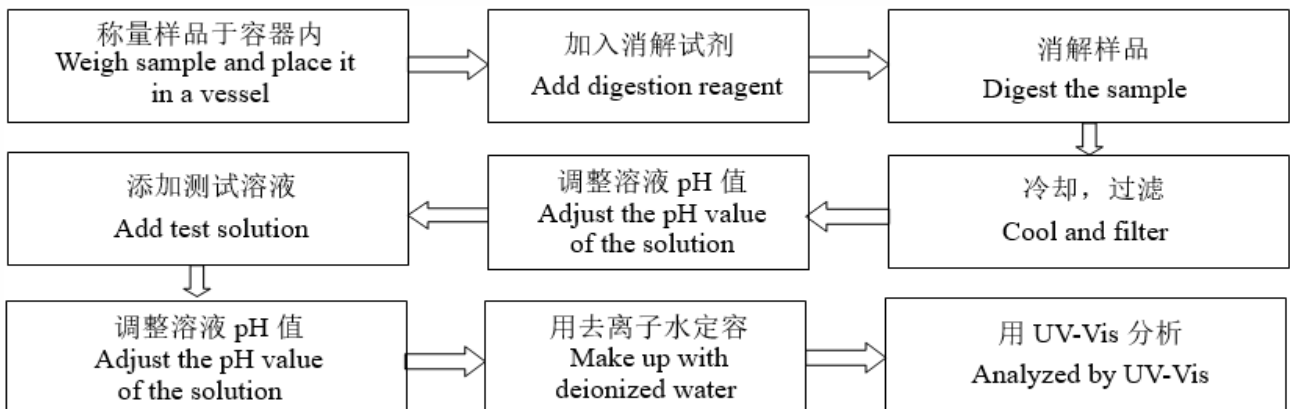 称量样品于容器内
Weigh sample and place it
in a vessel
加入消解试剂
Add digestion reagent
消解样品
Digest the sample
冷却，过滤
Cool and filter
调整溶液 pH 值
Adjust the pH value
of the solution
添加测试溶液
Add test solution
调整溶液 pH 值
Adjust the pH value
of the solution
用去离子水定容
Make up with
deionized water
用 UV-Vis 分析
Analyzed by UV-Vis